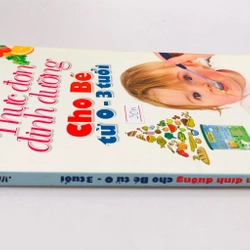 Thực đơn
dinh dưỡng
Cho Bé
từ 0 - 3 tuổi
dinh dưỡng cho Bé từ 0 - 3 tuổi